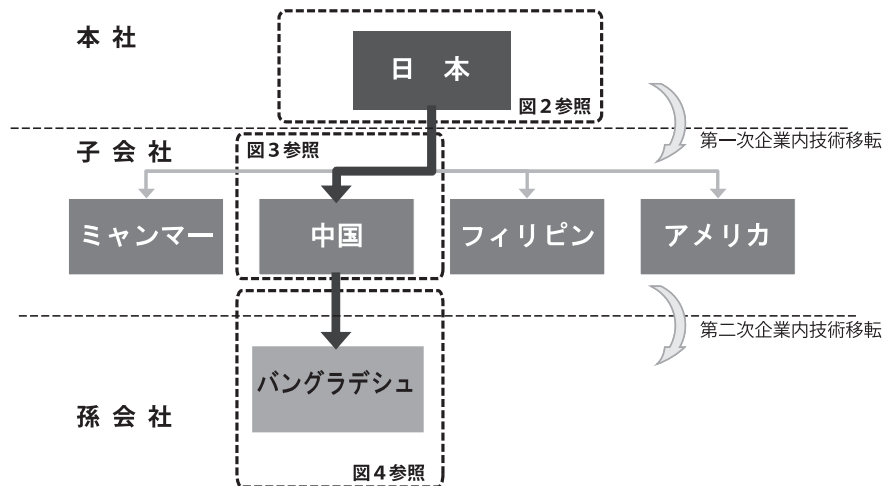 本 社
日　本
図２参照
第一次企業内技術移転
子 会 社
図３参照
ミャンマー
中国
フィリピン
アメリカ
第二次企業内技術移転
バングラデシュ
孫 会 社
図４参照